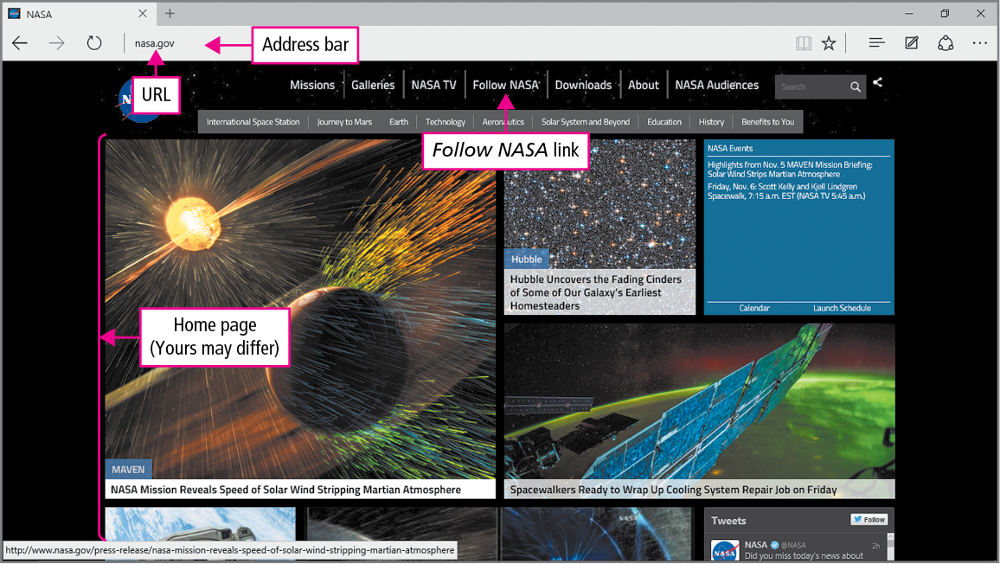 NASA
nasa.gov
Address bar
URL
Missions
Galleries
NASA TV
Follow NASA
Downloads
About
NASA Audiences
Search
International Space Station
Journey to Mars
Earth
Technology
Aeronautics
Solar System and Beyond
Education
History
Benefits to You
Follow NASA link
NASA Events
Highlights from Nov. 5 MAVEN Mission Briefing:
Solar Wind Strips Martian Atmosphere
Friday, Nov. 6: Scott Kelly and Kjell Lindgren
Spacewalk, 7:15 a.m. EST (NASA TV 5:45 a.m.)
Calendar
Launch Schedule
Hubble
Hubble Uncovers the Fading Cinders
of Some of Our Galaxy's Earliest
Homesteaders
Home page
(Yours may differ)
MAVEN
NASA Mission Reveals Speed of Solar Wind Stripping Martian Atmosphere
Spacewalkers Ready to Wrap Up Cooling System Repair Job on Friday
Tweets
Follow
NASA @NASA 2h
Did you miss today's news about
NASA
http://www.nasa.gov/press-release/nasa-mission-reveals-speed-of-solar-wind-stripping-martian-atmosphere